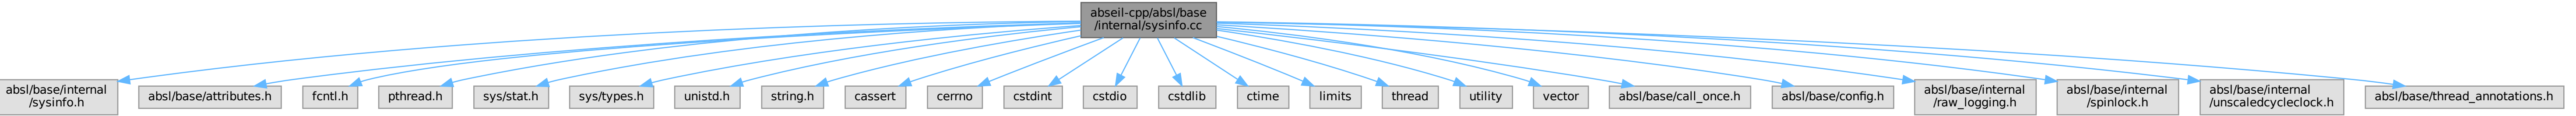 abseil-cpp/absl/base
/internal/sysinfo.cc
absl/base/internal
/sysinfo.h
absl/base/attributes.h
fcntl.h
pthread.h
sys/stat.h
sys/types.h
unistd.h
string.h
cassert
cerrno
cstdint
cstdio
cstdlib
ctime
limits
thread
utility
vector
absl/base/call_once.h
absl/base/config.h
absl/base/internal
/raw_logging.h
absl/base/internal
/spinlock.h
absl/base/internal
/unscaledcycleclock.h
absl/base/thread_annotations.h